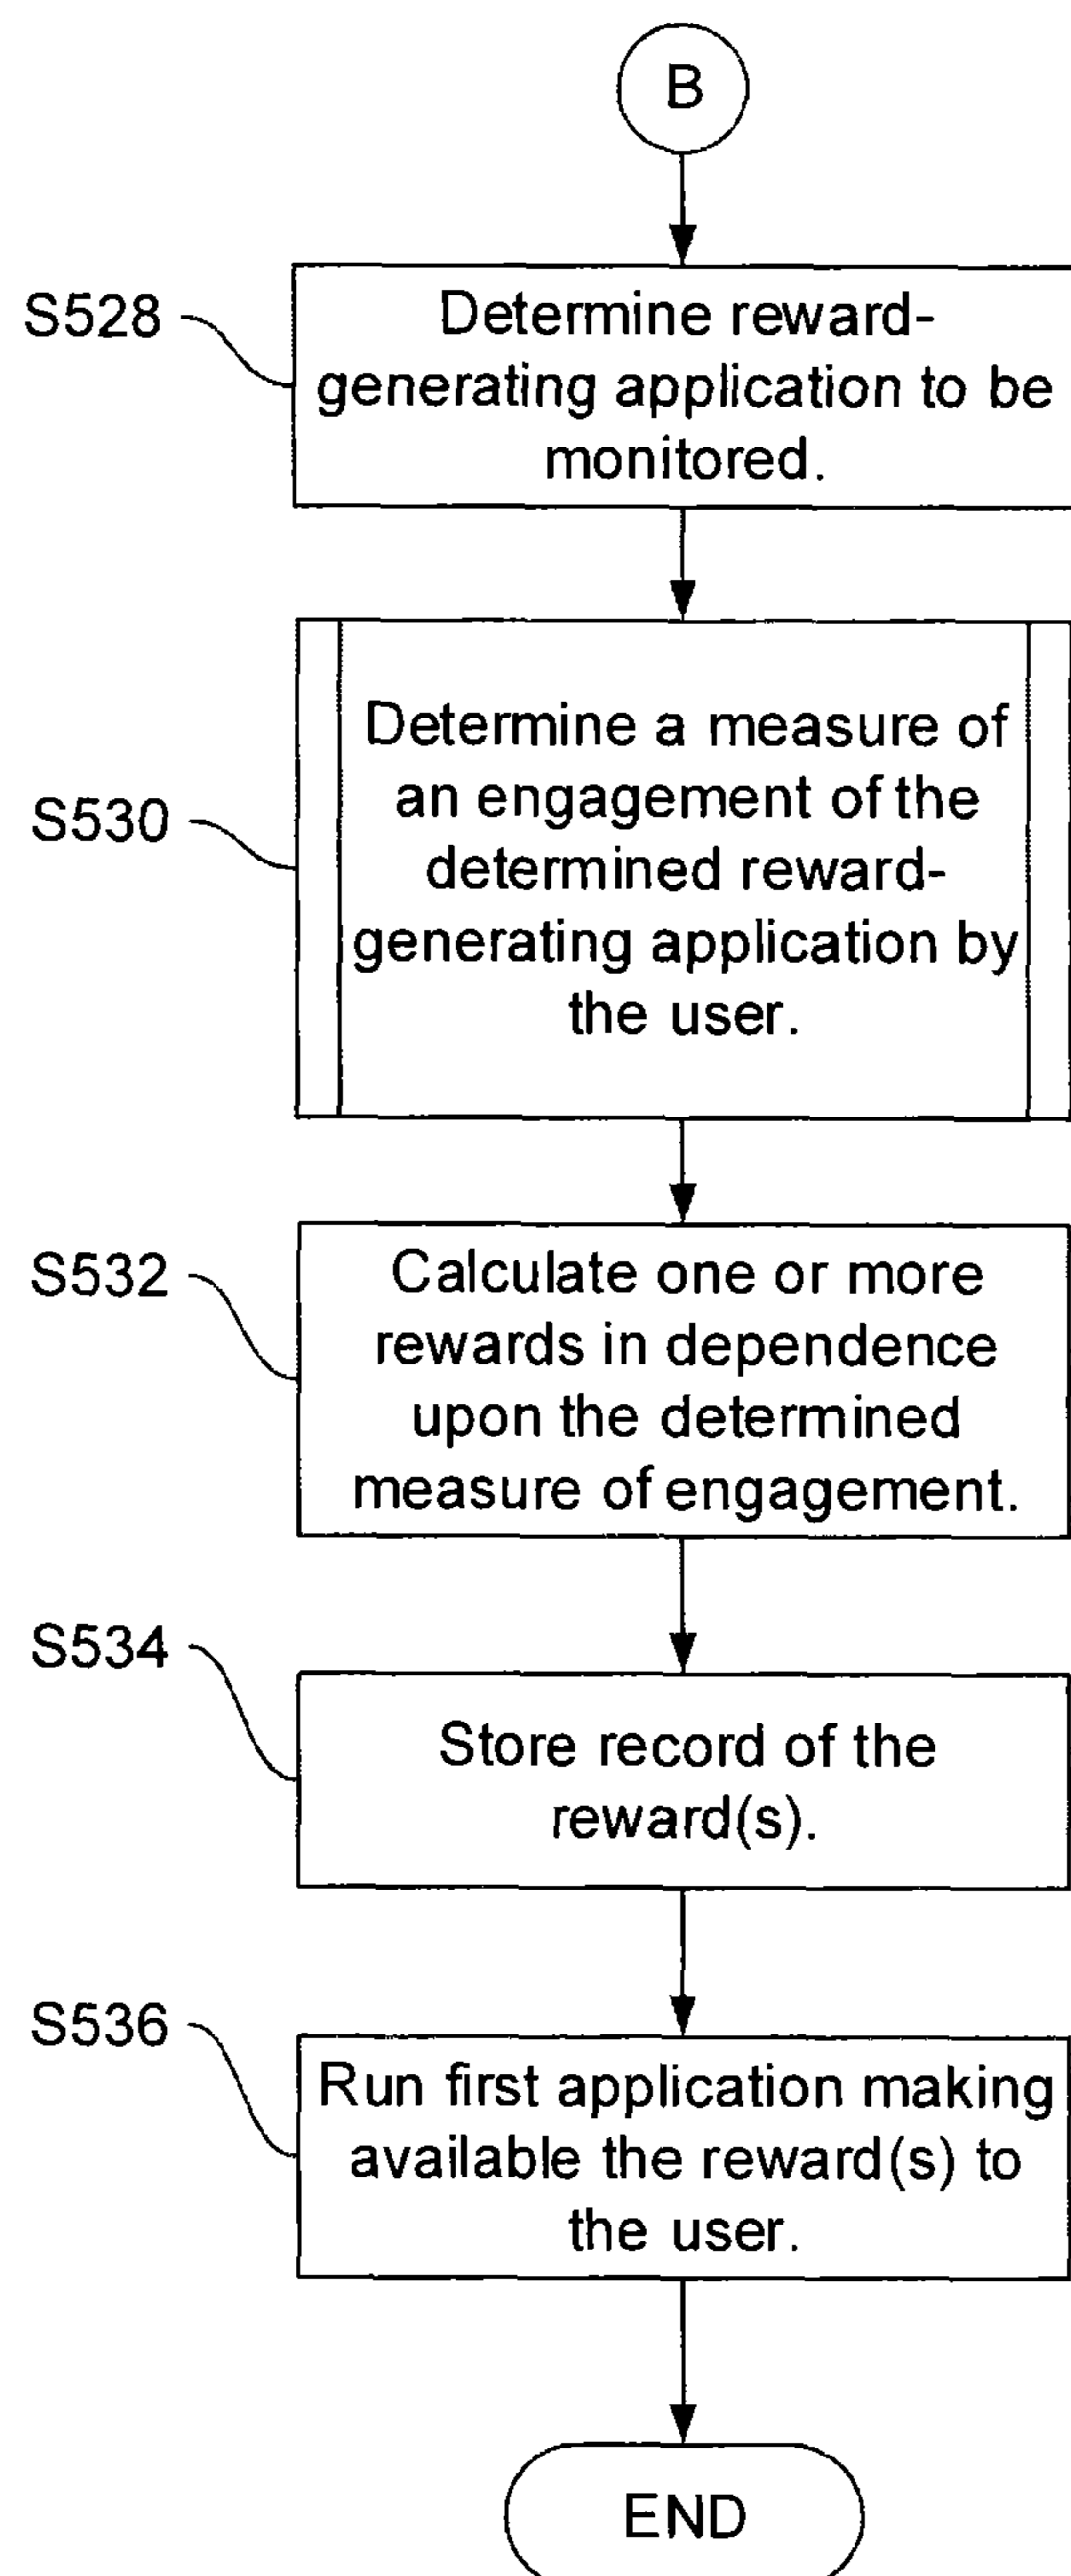 B
S528
Determine reward-
generating application to be
monitored.
S530
Determine a measure of
an engagement of the
determined reward-
generating application by
the user.
S532
Calculate one or more
rewards in dependence
upon the determined
measure of engagement.
S534
Store record of the
reward(s).
S536
Run first application making
available the reward(s) to
the user.
END